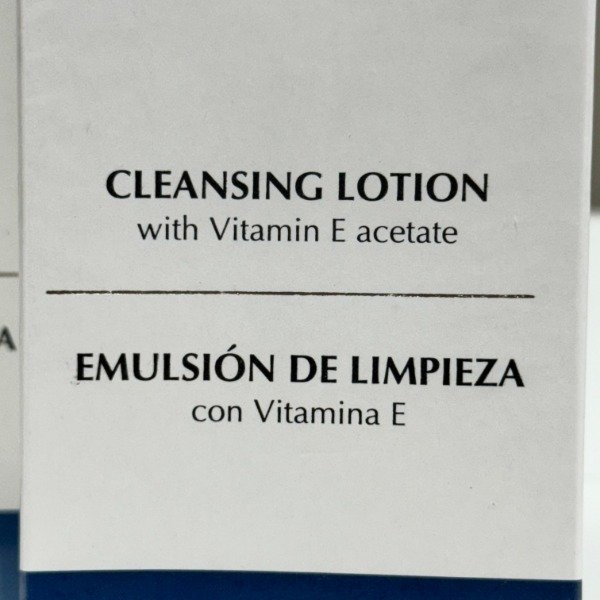 CLEANSING LOTION
with Vitamin E acetate
EMULSIÓN DE LIMPIEZA
con Vitamina E
A